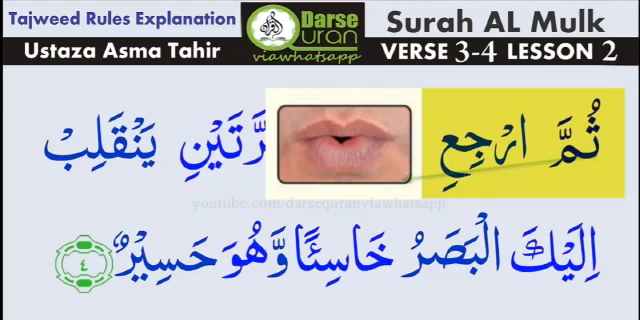 Tajweed Rules Explanation
Ustaza Asma Tahir
Darse
Quran
viawhatsapp
Surah AL Mulk
VERSE 3-4 LESSON 2
ثُمَّ ارْجِعِ رَّتَيْنِ يَنْقَلِبْ
youtube.com/darsequranviawhatsapp
اِلَيْكَ الْبَصَرُ خَاسِئًا وَّهُوَ حَسِيْرٌ ٤